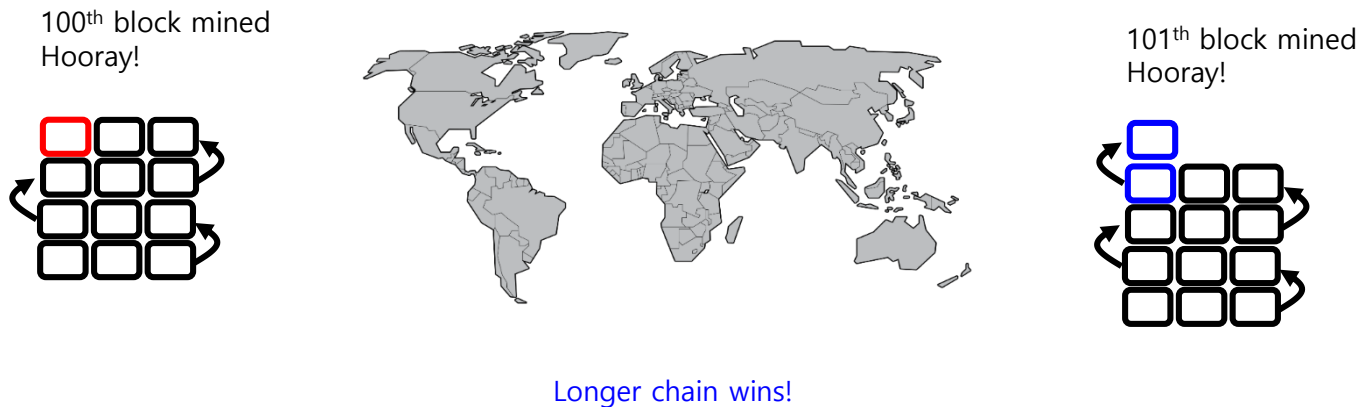 100th block mined
Hooray!
101th block mined
Hooray!
Longer chain wins!